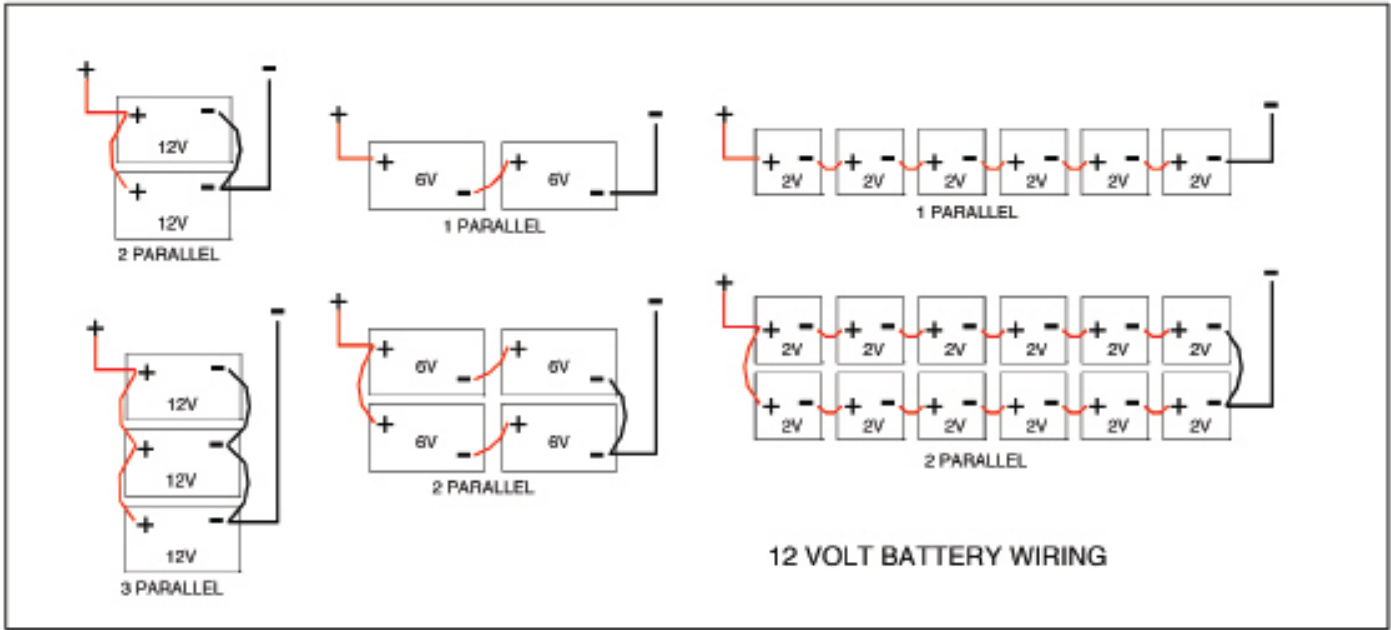 + -
+ -
12V
+ -
12V
2 PARALLEL
+ -
+ +
6V 6V
- -
1 PARALLEL
+ -
+ - + - + - + - + - + -
2V 2V 2V 2V 2V 2V
1 PARALLEL
+ -
+ -
12V
+ -
12V
+ -
12V
3 PARALLEL
+ -
+ +
6V 6V
- -
+ +
6V 6V
- -
2 PARALLEL
+ -
+ - + - + - + - + - + -
2V 2V 2V 2V 2V 2V
+ - + - + - + - + - + -
2V 2V 2V 2V 2V 2V
2 PARALLEL
12 VOLT BATTERY WIRING